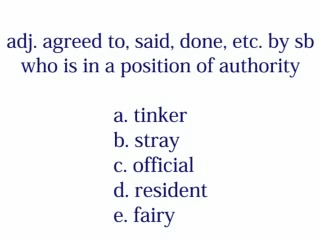 adj. agreed to, said, done, etc. by sb
who is in a position of authority
a. tinker
b. stray
c. official
d. resident
e. fairy